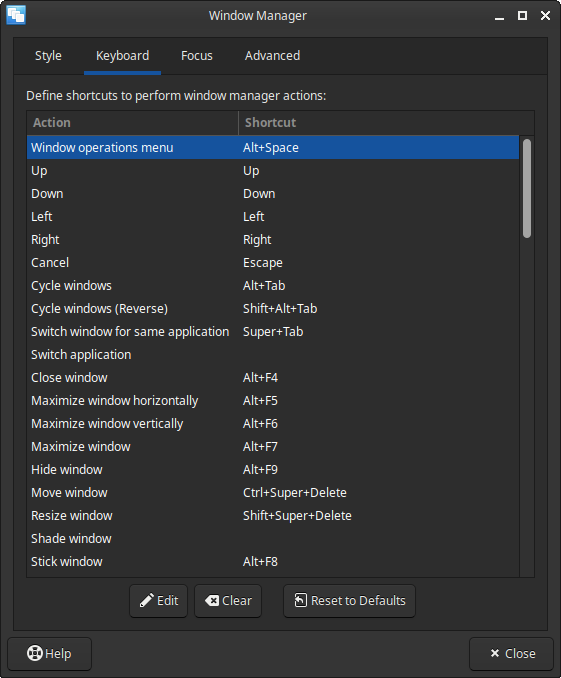 Window Manager
Style Keyboard Focus Advanced
Define shortcuts to perform window manager actions:
Action Shortcut
Window operations menu Alt+Space
Up Up
Down Down
Left Left
Right Right
Cancel Escape
Cycle windows Alt+Tab
Cycle windows (Reverse) Shift+Alt+Tab
Switch window for same application Super+Tab
Switch application
Close window Alt+F4
Maximize window horizontally Alt+F5
Maximize window vertically Alt+F6
Maximize window Alt+F7
Hide window Alt+F9
Move window Ctrl+Super+Delete
Resize window Shift+Super+Delete
Shade window
Stick window Alt+F8
Edit Clear Reset to Defaults
Help Close